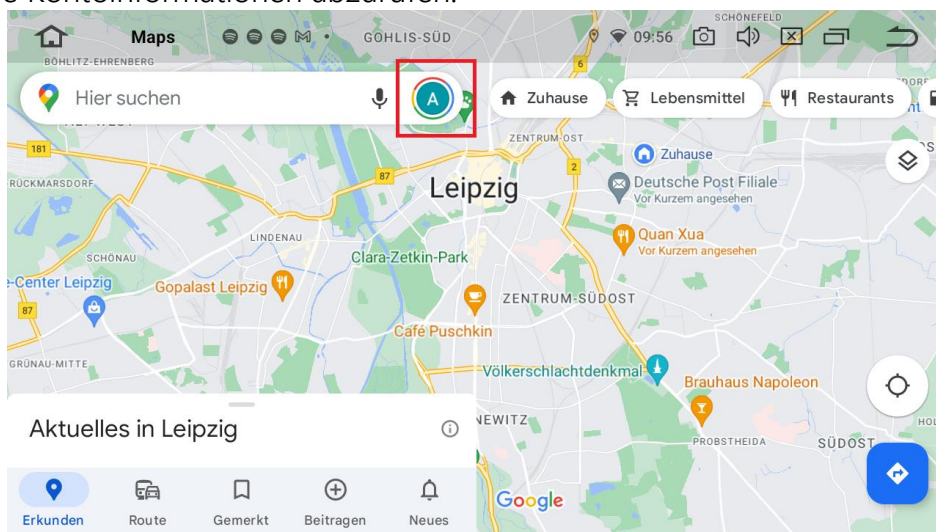 Kontoinformationen abzurufen.
Maps
GOHLIS-SÜD
09:56
SCHÖNEFELD
BÖHLITZ-EHRENBERG
6
Hier suchen
A
Zuhause
Lebensmittel
Restaurants
ZENTRUM-OST
181
87
2
Zuhause
Leipzig
Deutsche Post Filiale
Vor Kurzem angesehen
RÜCKMARSDORF
LINDENAU
Quan Xua
Vor Kurzem angesehen
SCHÖNAU
Clara-Zetkin-Park
e-Center Leipzig
Gopalast Leipzig
ZENTRUM-SÜDOST
87
Café Puschkin
GRÜNAU-MITTE
Völkerschlachtdenkmal
Brauhaus Napoleon
Aktuelles in Leipzig
NEWITZ
PROBSTHEIDA
SÜDOST
HOL
Google
Erkunden
Route
Gemerkt
Beitragen
Neues